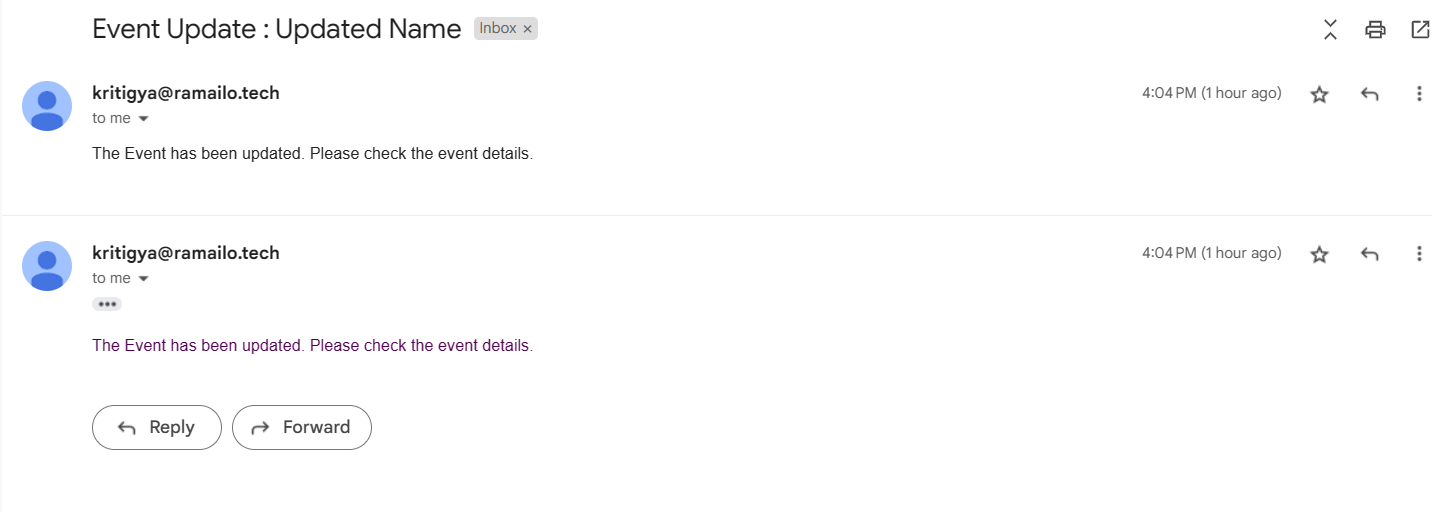 Event Update : Updated Name Inbox ×
kritigya@ramailo.tech 4:04 PM (1 hour ago)
to me
The Event has been updated. Please check the event details.
kritigya@ramailo.tech 4:04 PM (1 hour ago)
to me
•••
The Event has been updated. Please check the event details.
Reply Forward